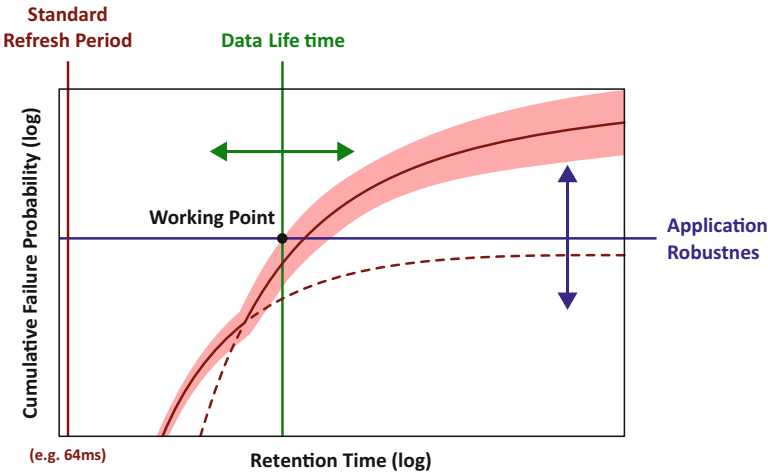 Standard
Refresh Period
Data Life time
Cumulative Failure Probability (log)
Working Point
Application
Robustnes
(e.g. 64ms)
Retention Time (log)